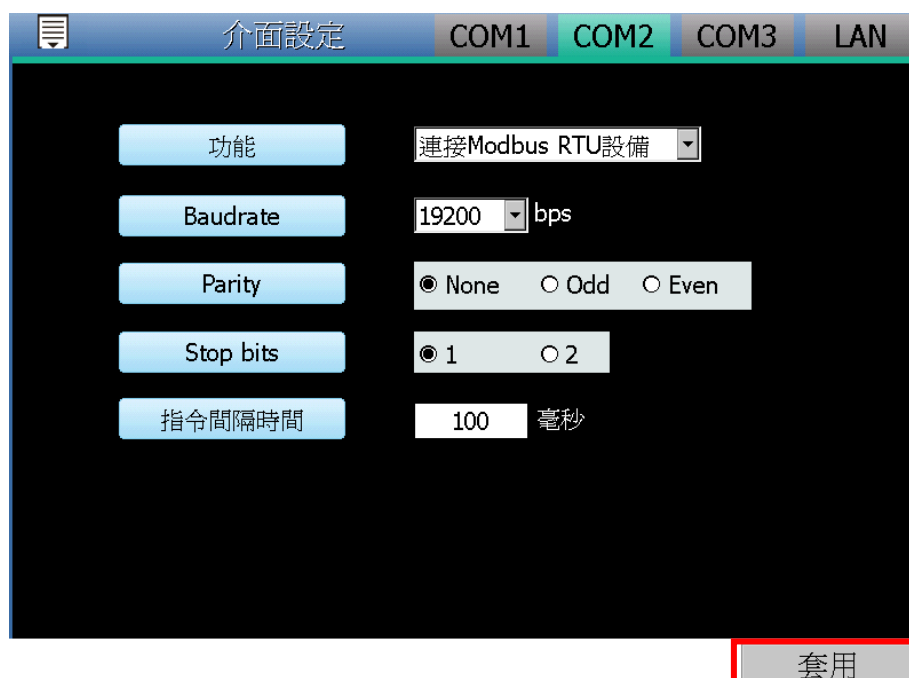 介面設定 COM1 COM2 COM3 LAN
功能 連接Modbus RTU設備
Baudrate 19200 bps
Parity None Odd Even
Stop bits 1 2
指令間隔時間 100 毫秒
套用